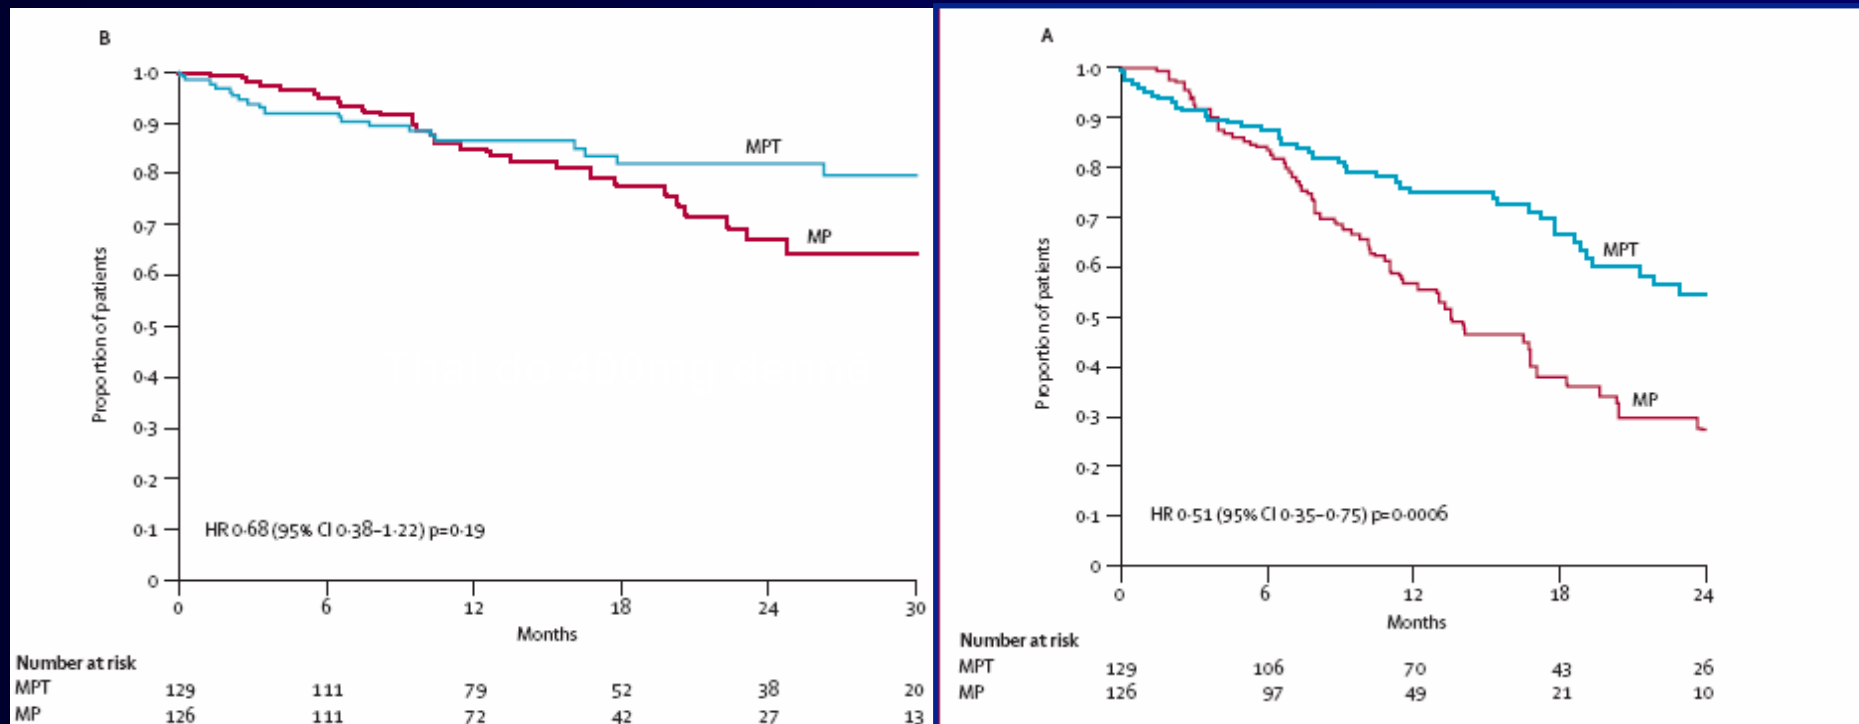 B
1·0
0·9
0·8
0·7
0·6
0·5
0·4
0·3
0·2
0·1
0
Proportion of patients
MPT
MP
HR 0·68 (95% CI 0·38–1·22) p=0·19
0 6 12 18 24 30
Months
Number at risk
MPT 129 111 79 52 38 20
MP 126 111 72 42 27 13
A
1·0
0·9
0·8
0·7
0·6
0·5
0·4
0·3
0·2
0·1
0
Proportion of patients
MPT
MP
HR 0·51 (95% CI 0·35–0·75) p=0·0006
0 6 12 18 24
Months
Number at risk
MPT 129 106 70 43 26
MP 126 97 49 21 10